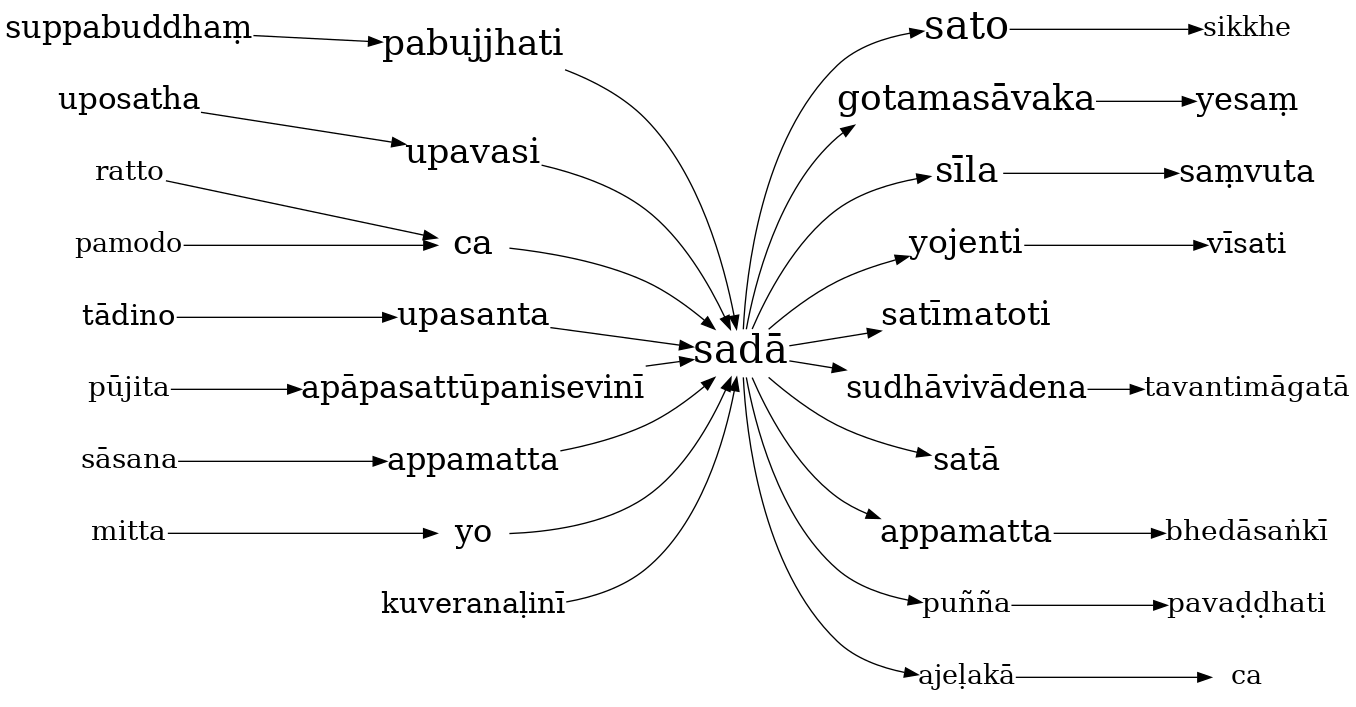 suppabuddhaṃ pabujjhati sato sikkhe
uposatha upavasi gotamasāvaka yesaṃ
ratto sīla saṃvuta
pamodo ca yojenti vīsati
tādino upasanta satīmatoti
sadā
pūjita apāpasattūpanisevinī sudhāvivādena tavantimāgatā
sāsana appamatta satā
mitta yo appamatta bhedāsaṅkī
kuveranaḷinī puñña pavaḍḍhati
ajeḷakā ca